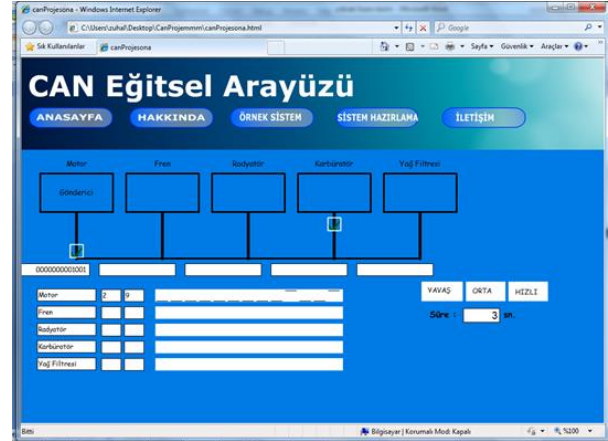 canProjesona - Windows Internet Explorer
C:\Users\zuhal\Desktop\CanProjemmm\canProjesona.html
Google
Sık Kullanılanlar canProjesona Sayfa Güvenlik Araçlar
CAN Eğitsel Arayüzü
ANASAYFA HAKKINDA ÖRNEK SİSTEM SİSTEM HAZIRLAMA İLETİŞİM
Motor Fren Radyatör Karbüratör Yağ Filtresi
Gönderici
0000000001001
YAVAŞ ORTA HIZLI
Motor 2 9
Fren
Süre : 3 sn.
Radyatör
Karbüratör
Yağ Filtresi
Bitti Bilgisayar | Korumalı Mod: Kapalı %100